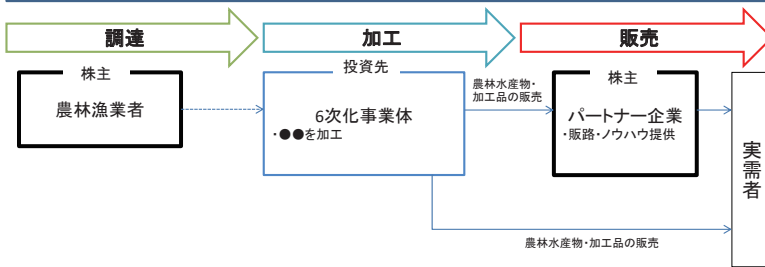 調達
加工
販売
株主
農林漁業者
投資先
6次化事業体
・●●を加工
農林水産物・
加工品の販売
株主
パートナー企業
・販路・ノウハウ提供
実需者
農林水産物・加工品の販売